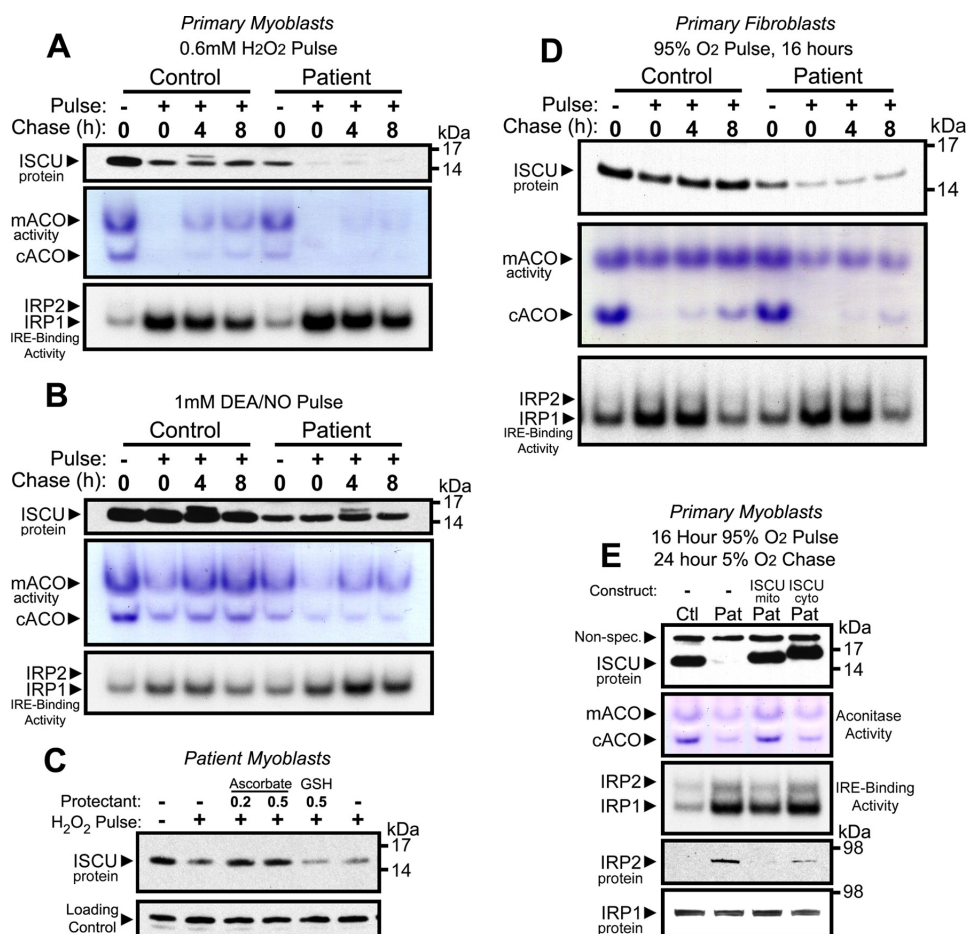 A
Primary Myoblasts
0.6mM H2O2 Pulse
Control Patient
Pulse: - + + + - + + +
Chase (h): 0 0 4 8 0 0 4 8
kDa
ISCU
protein
17
14
mACO
activity
cACO
IRP2
IRP1
IRE-Binding
Activity
B
1mM DEA/NO Pulse
Control Patient
Pulse: - + + + - + + +
Chase (h): 0 0 4 8 0 0 4 8
kDa
ISCU
protein
17
14
mACO
activity
cACO
IRP2
IRP1
IRE-Binding
Activity
C
Patient Myoblasts
Ascorbate GSH
Protectant: - - 0.2 0.5 0.5 -
H2O2 Pulse: - + + + + +
kDa
ISCU
protein
17
14
Loading
Control
D
Primary Fibroblasts
95% O2 Pulse, 16 hours
Control Patient
Pulse: - + + + - + + +
Chase (h): 0 0 4 8 0 0 4 8
kDa
ISCU
protein
17
14
mACO
activity
cACO
IRP2
IRP1
IRE-Binding
Activity
E
Primary Myoblasts
16 Hour 95% O2 Pulse
24 hour 5% O2 Chase
Construct: - - ISCU ISCU
mito cyto
Ctl Pat Pat Pat
kDa
Non-spec.
ISCU
protein
17
14
mACO
cACO
Aconitase
Activity
IRP2
IRP1
IRE-Binding
Activity
kDa
IRP2
protein
98
IRP1
protein
98